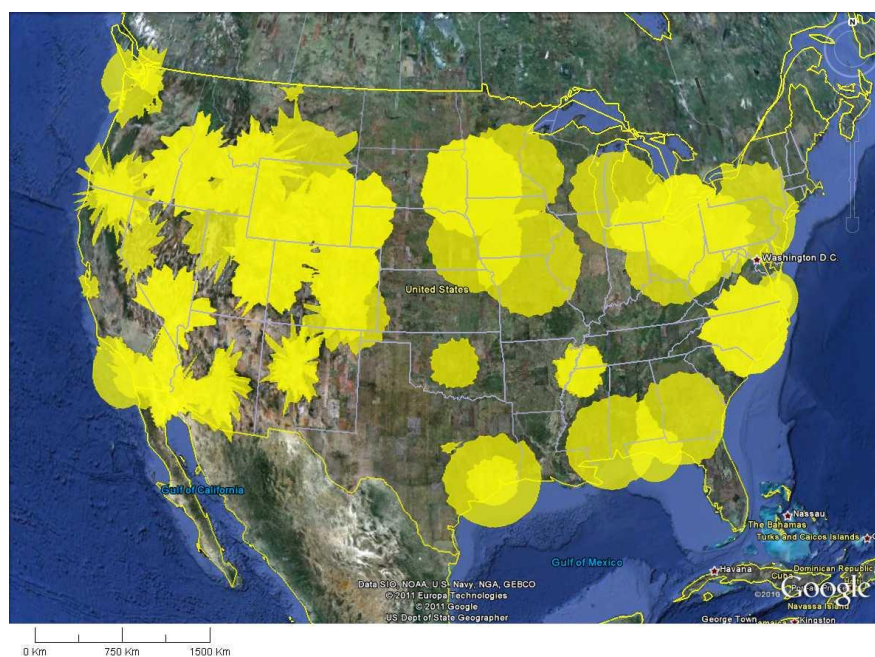 N
Washington D.C.
United States
Gulf of California
Nassau
The Bahamas
Turks and Caicos Islands
Gulf of Mexico
Havana
Dominican Republic
Cuba
Data SIO, NOAA, U.S. Navy, NGA, GEBCO
© 2011 Europa Technologies
© 2011 Google
US Dept of State Geographer
©2010 Google
Navassa Island
George Town
Jamaica
Kingston
0 Km 750 Km 1500 Km